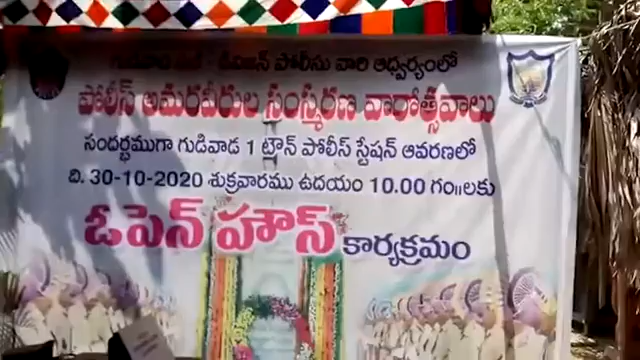 డివిజన్ పోలీసు వారి ఆధ్వర్యంలో
పోలీస్ అమరవీరుల సంస్మరణ వారోత్సవాలు
సందర్భముగా గుడివాడ 1 టౌన్ పోలీస్ స్టేషన్ ఆవరణలో
ది. 30-10-2020 శుక్రవారము ఉదయం 10.00 గం॥లకు
ఓపెన్ హౌస్ కార్యక్రమం